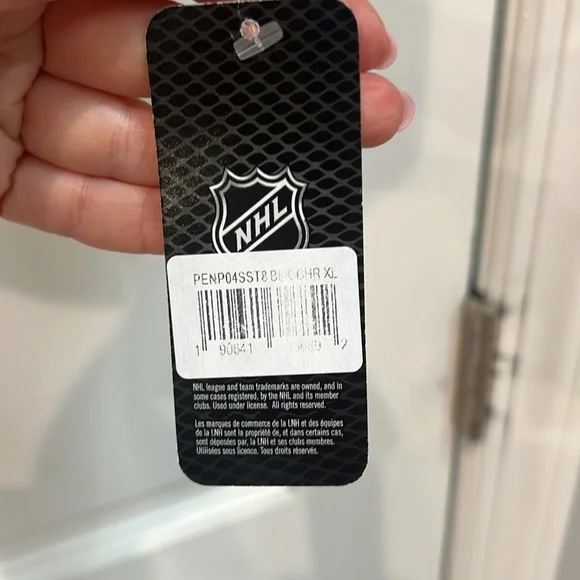 NHL
PENP04SST8 CHR XL
1 90641 2
NHL league and team trademarks are owned, and in
some cases registered, by the NHL and its member
clubs. Used under license. All rights reserved.
Les marques de commerce de la LNH et des équipes
de la LNH sont la propriété de, et dans certains cas,
sont déposées par, la LNH et ses clubs membres.
Utilisées sous licence. Tous droits réservés.